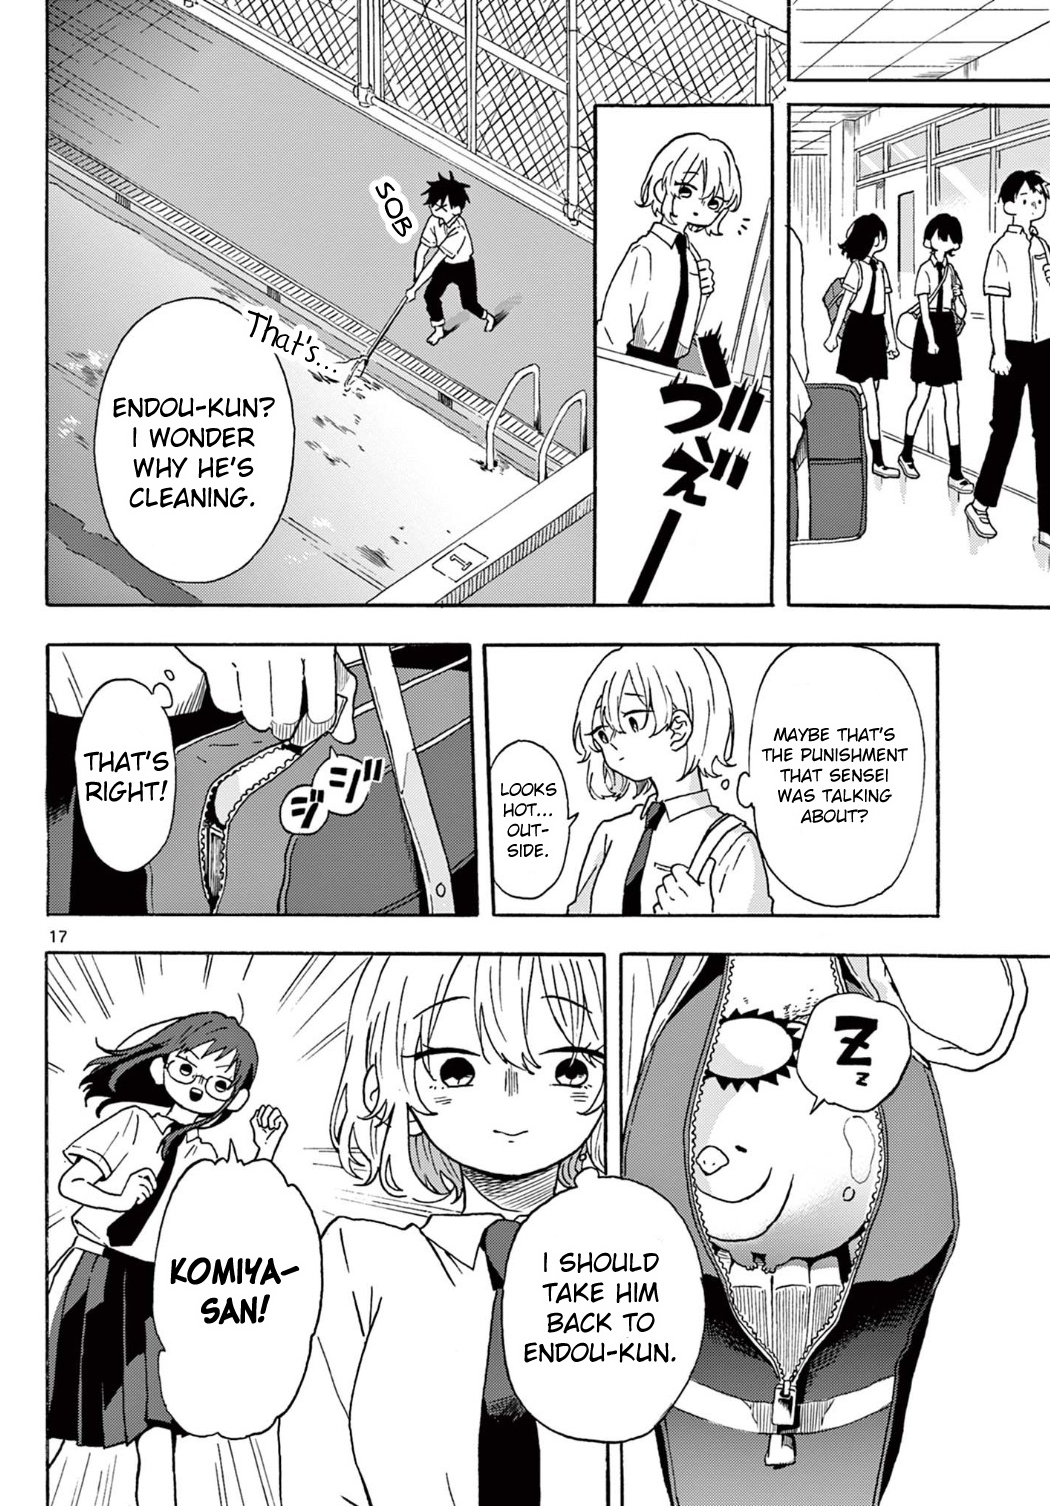 づづぇー
That's...
SOB
ENDOU-KUN?
I WONDER
WHY HE'S
CLEANING.
MAYBE THAT'S
THE PUNISHMENT
THAT SENSEI
WAS TALKING
ABOUT?
LOOKS
HOT...
OUT-
SIDE.
THAT'S
RIGHT!
ジジ
17
Z
z
I SHOULD
TAKE HIM
BACK TO
ENDOU-KUN.
KOMIYA-
SAN!
1